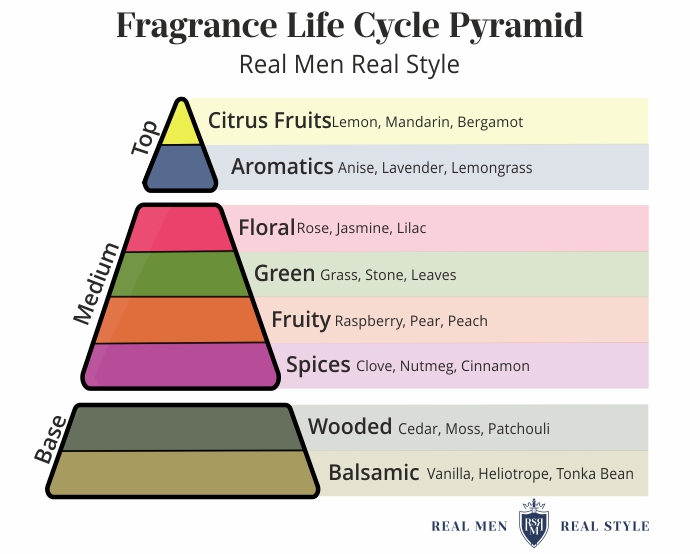 Fragrance Life Cycle Pyramid
Real Men Real Style
Top
Citrus Fruits Lemon, Mandarin, Bergamot
Aromatics Anise, Lavender, Lemongrass
Medium
Floral Rose, Jasmine, Lilac
Green Grass, Stone, Leaves
Fruity Raspberry, Pear, Peach
Spices Clove, Nutmeg, Cinnamon
Base
Wooded Cedar, Moss, Patchouli
Balsamic Vanilla, Heliotrope, Tonka Bean
REAL MEN RSRM REAL STYLE